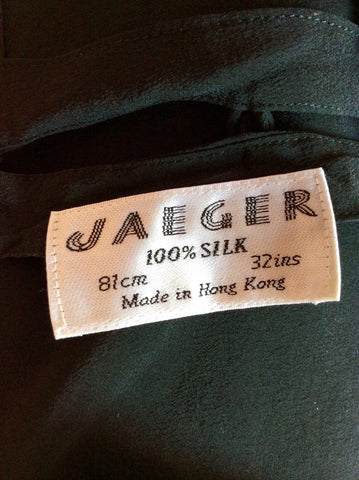 JAEGER
100% SILK
81cm 32ins
Made in Hong Kong